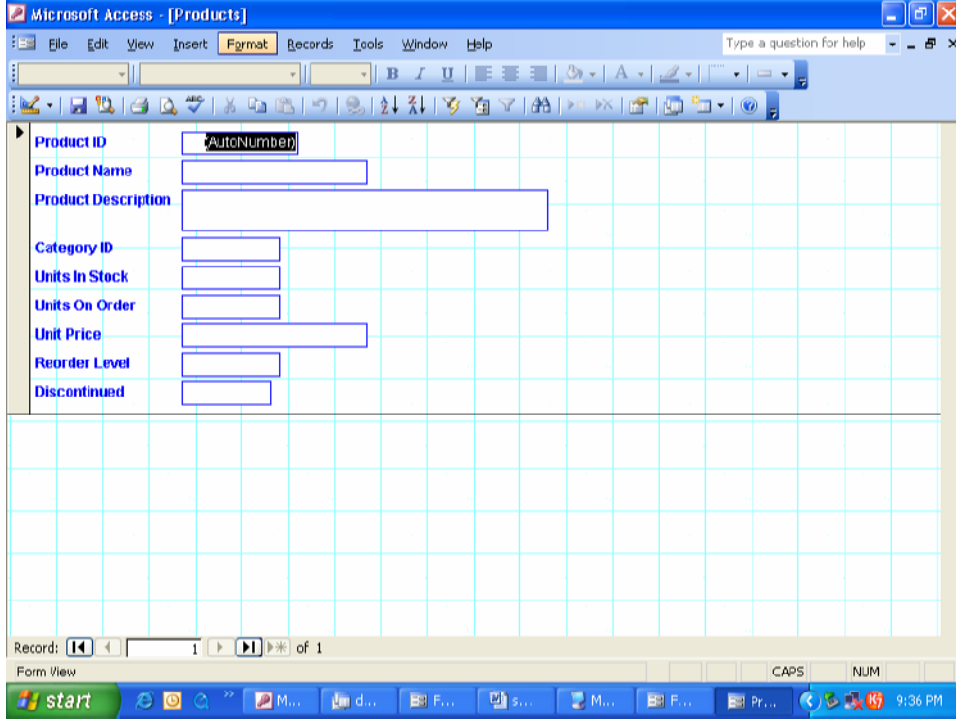 Microsoft Access - [Products]
File Edit View Insert Format Records Tools Window Help Type a question for help
B I U A
Product ID (AutoNumber)
Product Name
Product Description
Category ID
Units In Stock
Units On Order
Unit Price
Reorder Level
Discontinued
Record: 1 of 1
Form View CAPS NUM
start M... d... F... s... M... F... Pr... 9:36 PM